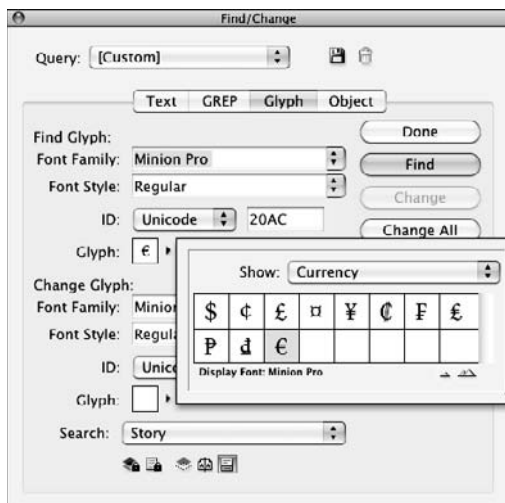 Find/Change
Query: [Custom]
Text GREP Glyph Object
Find Glyph:
Font Family: Minion Pro
Font Style: Regular
ID: Unicode 20AC
Glyph: €
Done
Find
Change
Change All
Show: Currency
$ ¢ £ ¤ ¥ ₡ ₣ ₤
₱ đ €
Display Font: Minion Pro
Change Glyph:
Font Family: Minio
Font Style: Regul
ID: Unico
Glyph:
Search: Story